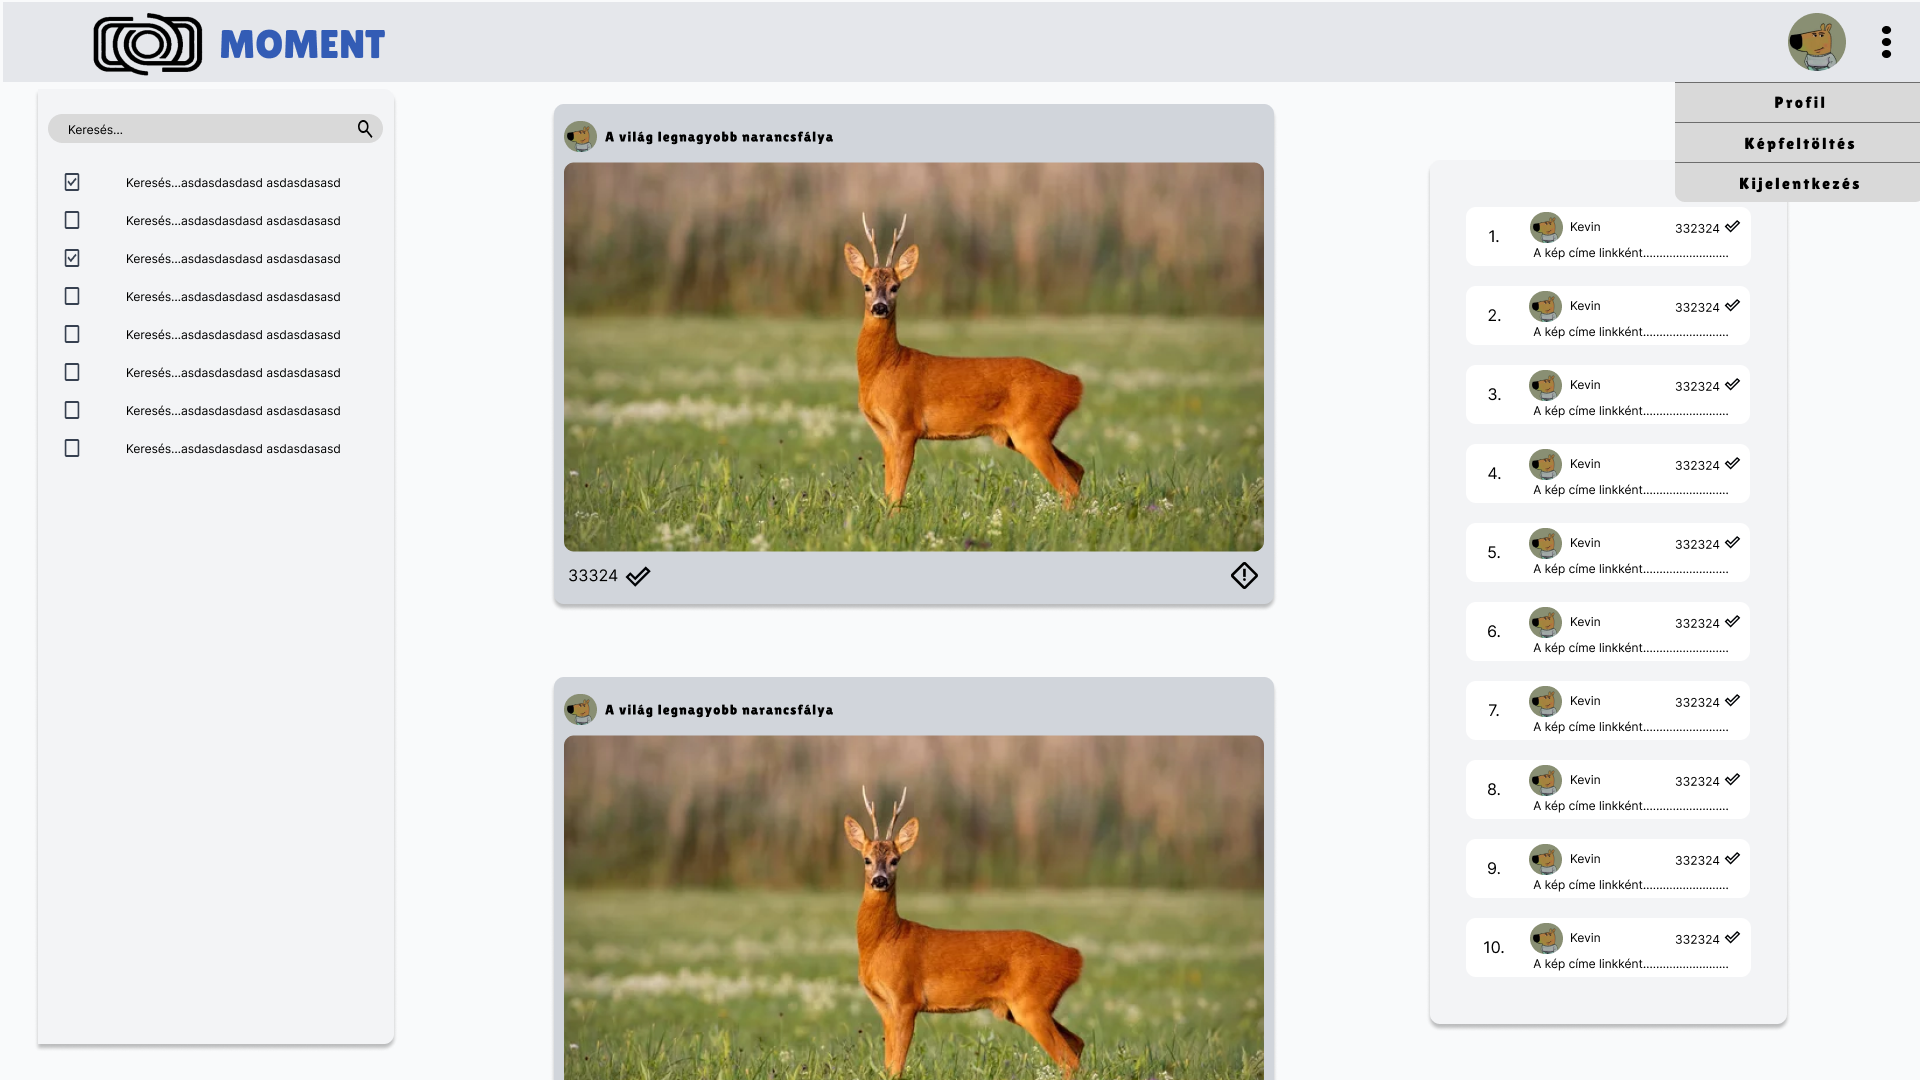 MOMENT
Profil
Képfeltöltés
Kijelentkezés
Keresés...
Keresés...asdasdasdasd asdasdasasd
Keresés...asdasdasdasd asdasdasasd
Keresés...asdasdasdasd asdasdasasd
Keresés...asdasdasdasd asdasdasasd
Keresés...asdasdasdasd asdasdasasd
Keresés...asdasdasdasd asdasdasasd
Keresés...asdasdasdasd asdasdasasd
Keresés...asdasdasdasd asdasdasasd
A világ legnagyobb narancsfálya
33324
A világ legnagyobb narancsfálya
1. Kevin 332324
A kép címe linkként..........................
2. Kevin 332324
A kép címe linkként..........................
3. Kevin 332324
A kép címe linkként..........................
4. Kevin 332324
A kép címe linkként..........................
5. Kevin 332324
A kép címe linkként..........................
6. Kevin 332324
A kép címe linkként..........................
7. Kevin 332324
A kép címe linkként..........................
8. Kevin 332324
A kép címe linkként..........................
9. Kevin 332324
A kép címe linkként..........................
10. Kevin 332324
A kép címe linkként..........................